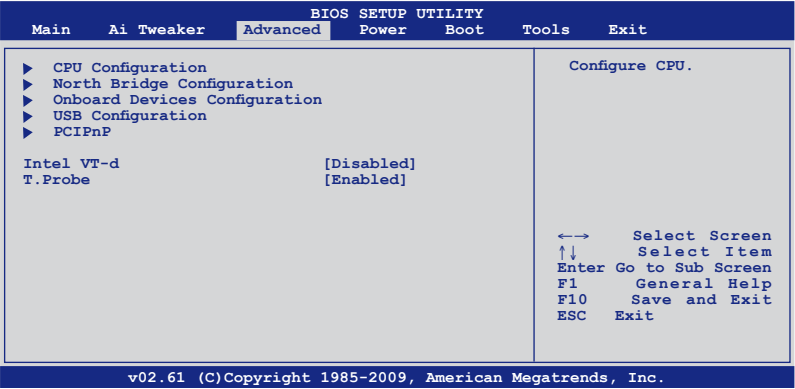 BIOS SETUP UTILITY
Main Ai Tweaker Advanced Power Boot Tools Exit
CPU Configuration
North Bridge Configuration
Onboard Devices Configuration
USB Configuration
PCIPnP
Intel VT-d [Disabled]
T.Probe [Enabled]
Configure CPU.
←→ Select Screen
↑↓ Select Item
Enter Go to Sub Screen
F1 General Help
F10 Save and Exit
ESC Exit
v02.61 (C)Copyright 1985-2009, American Megatrends, Inc.